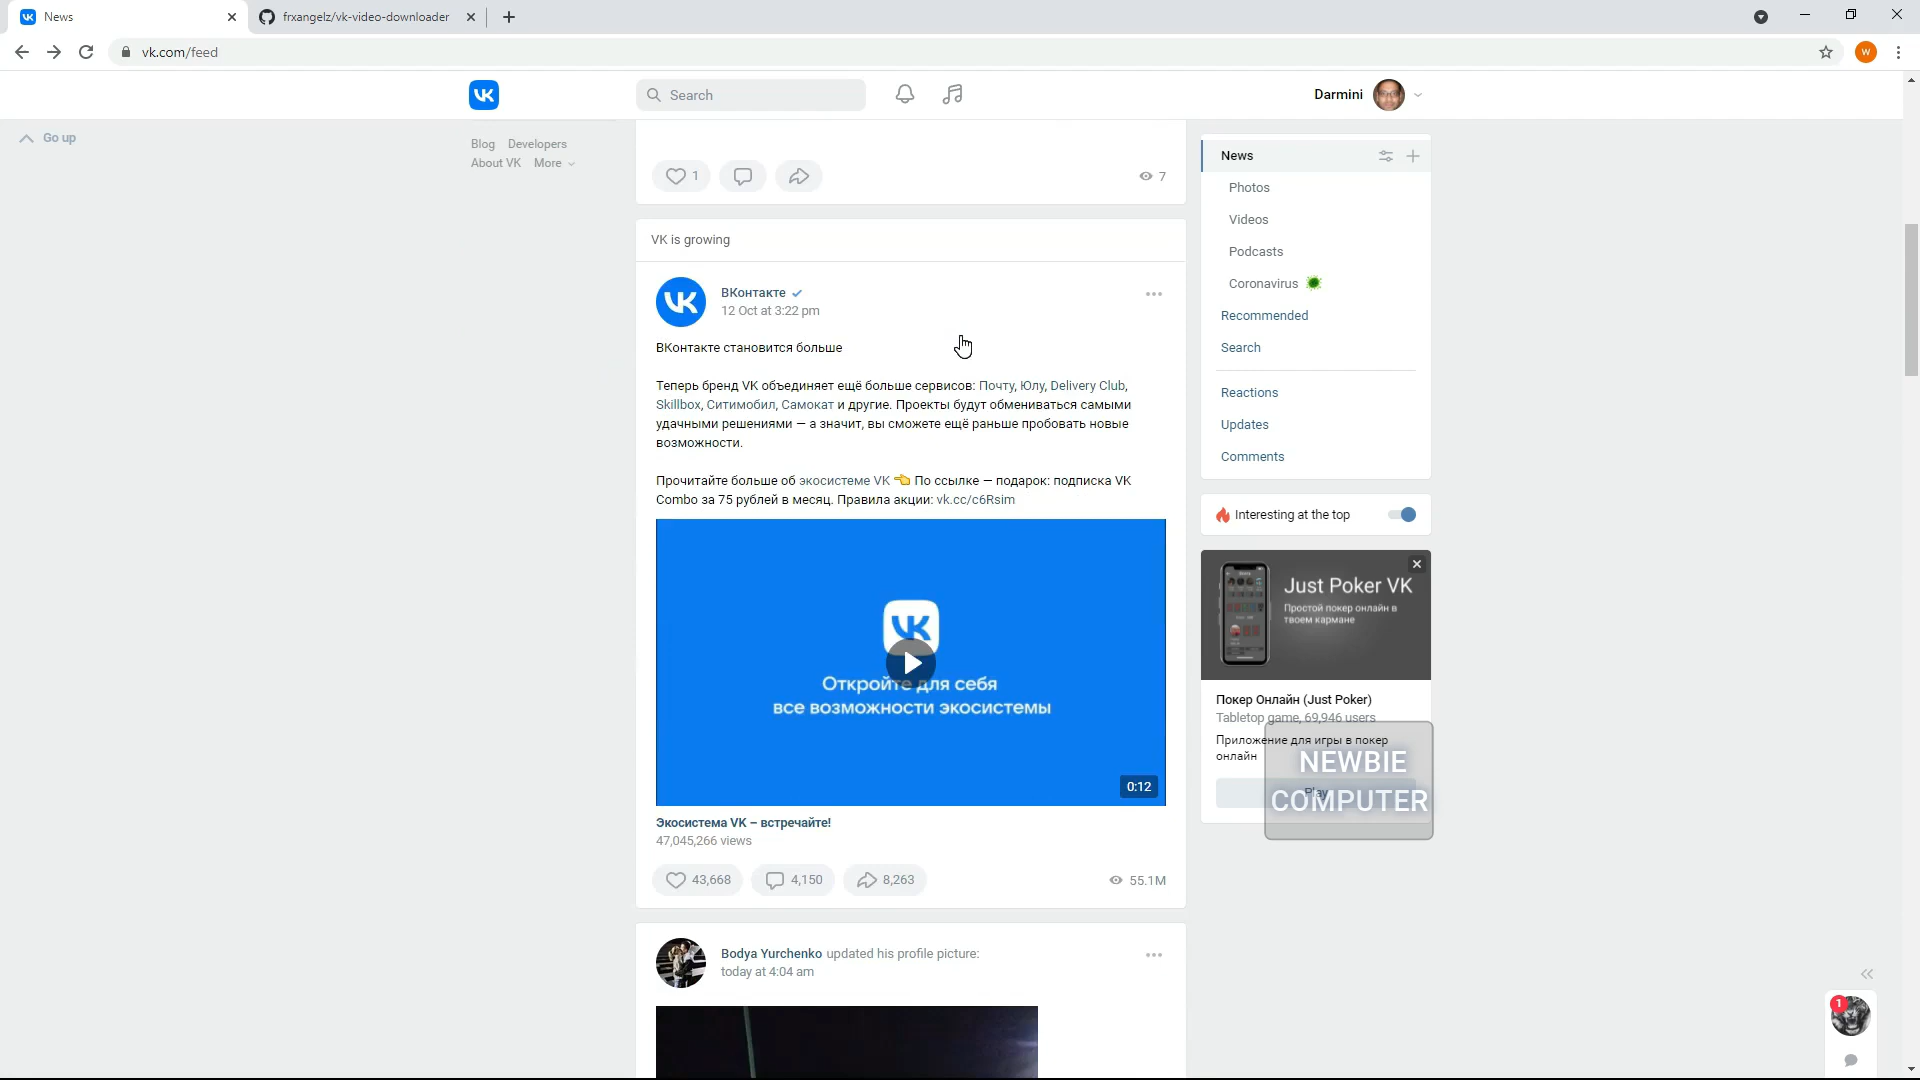 News
frxangelz/vk-video-downloader
vk.com/feed
W
Search
Darmini
Go up
Blog Developers
About VK More
1
7
VK is growing
ВКонтакте
12 Oct at 3:22 pm
ВКонтакте становится больше
Теперь бренд VK объединяет ещё больше сервисов: Почту, Юлу, Delivery Club,
Skillbox, Ситимобил, Самокат и другие. Проекты будут обмениваться самыми
удачными решениями — а значит, вы сможете ещё раньше пробовать новые
возможности.
Прочитайте больше об экосистеме VK 👈 По ссылке — подарок: подписка VK
Combo за 75 рублей в месяц. Правила акции: vk.cc/c6Rsim
Откройте для себя
все возможности экосистемы
0:12
Экосистема VK – встречайте!
47,045,266 views
43,668
4,150
8,263
55.1M
Bodya Yurchenko updated his profile picture:
today at 4:04 am
News
Photos
Videos
Podcasts
Coronavirus
Recommended
Search
Reactions
Updates
Comments
Interesting at the top
Just Poker VK
Простой покер онлайн в
твоем кармане
Покер Онлайн (Just Poker)
Tabletop game, 69,946 users
Приложение для игры в покер
онлайн
Play
NEWBIE
COMPUTER
1